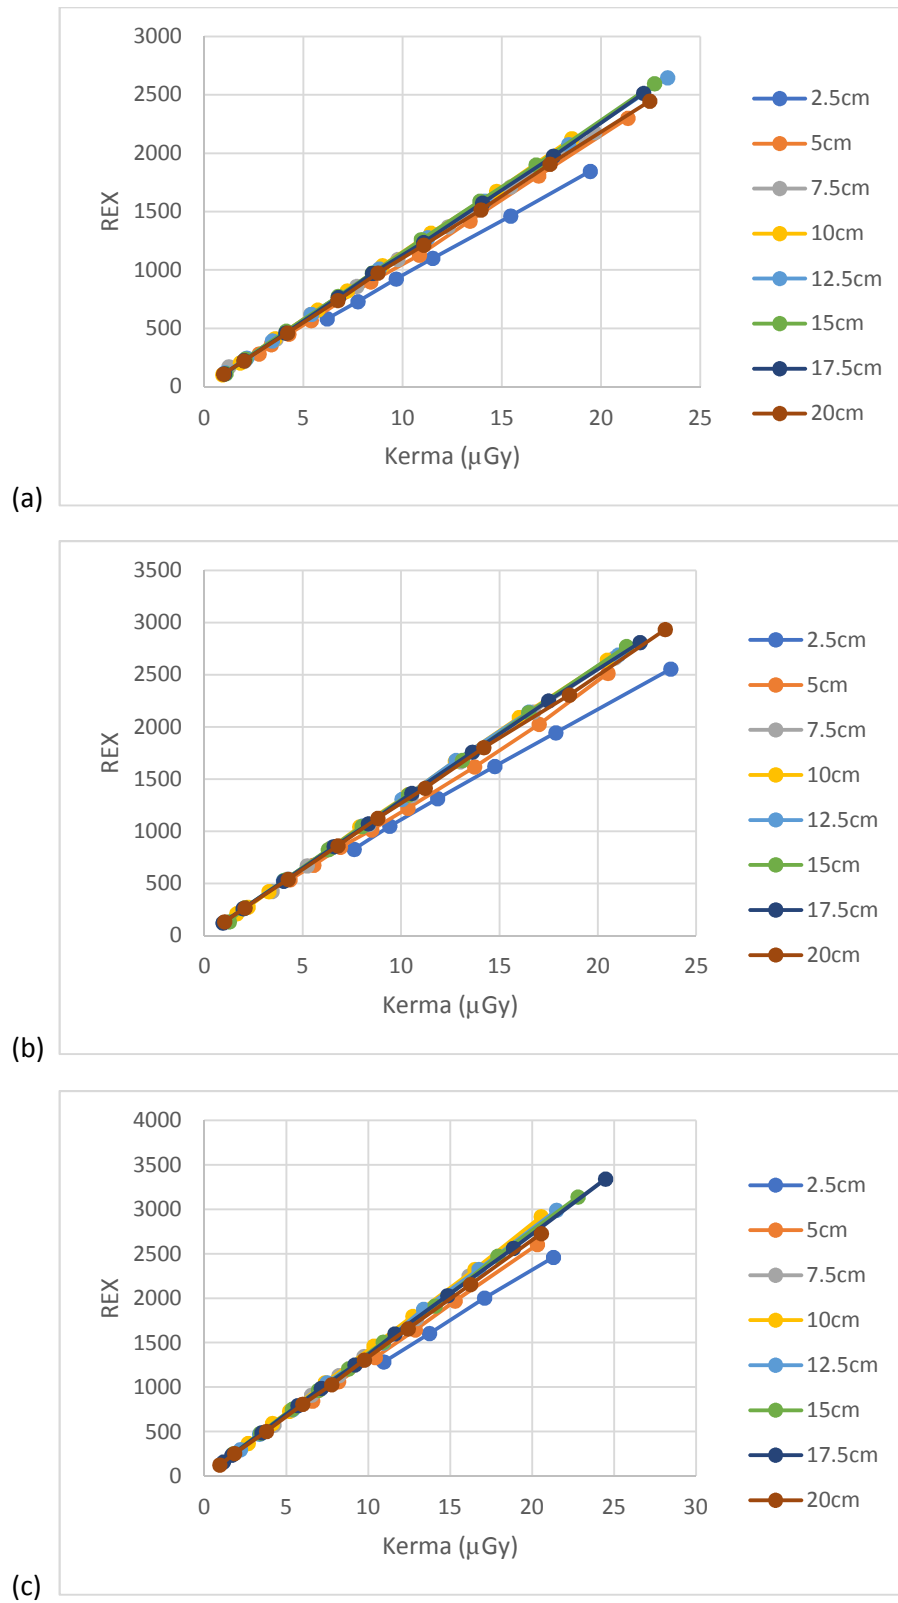 3000
2500
2000
1500
1000
500
0
REX
0 5 10 15 20 25
Kerma (μGy)
2.5cm
5cm
7.5cm
10cm
12.5cm
15cm
17.5cm
20cm
(a)
3500
3000
2500
2000
1500
1000
500
0
REX
0 5 10 15 20 25
Kerma (μGy)
2.5cm
5cm
7.5cm
10cm
12.5cm
15cm
17.5cm
20cm
(b)
4000
3500
3000
2500
2000
1500
1000
500
0
REX
0 5 10 15 20 25 30
Kerma (μGy)
2.5cm
5cm
7.5cm
10cm
12.5cm
15cm
17.5cm
20cm
(c)